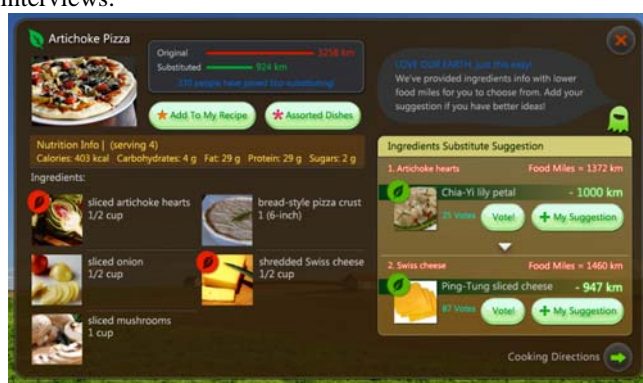 interviews.
Artichoke Pizza
Original 3258 km
Substituted 924 km
270 people have joined Eco-substituting!
Add To My Recipe
Assorted Dishes
LOVE OUR EARTH, just this easy!
We've provided ingredients info with lower
food miles for you to choose from. Add your
suggestion if you have better ideas!
Nutrition Info | (serving 4)
Calories: 403 kcal Carbohydrates: 4 g Fat: 29 g Protein: 29 g Sugars: 2 g
Ingredients:
sliced artichoke hearts
1/2 cup
bread-style pizza crust
1 (6-inch)
sliced onion
1/2 cup
shredded Swiss cheese
1/2 cup
sliced mushrooms
1 cup
Ingredients Substitute Suggestion
1. Artichoke hearts Food Miles = 1372 km
Chia-Yi lily petal - 1000 km
25 Votes Vote! + My Suggestion
2. Swiss cheese Food Miles = 1460 km
Ping-Tung sliced cheese - 947 km
87 Votes Vote! + My Suggestion
Cooking Directions